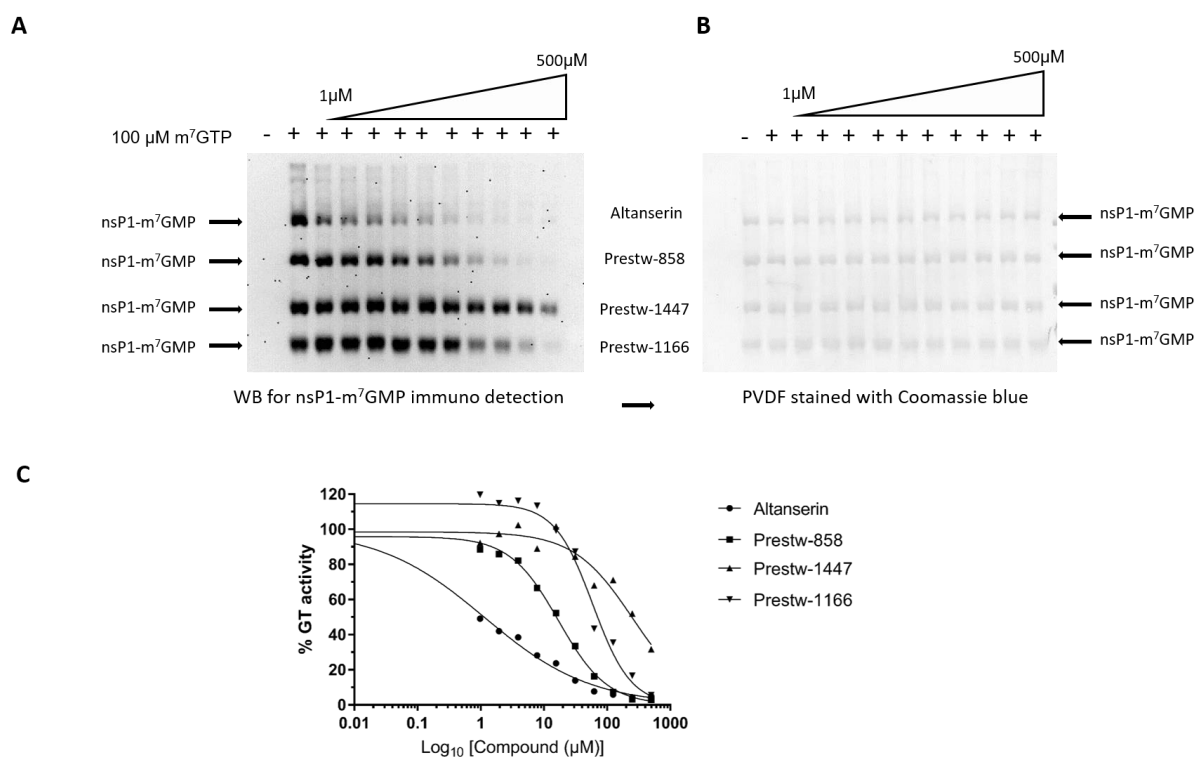 A
B
500µM
500µM
1µM
1µM
100 µM m⁷GTP - + + + + + + + + + + +
- + + + + + + + + + + +
nsP1-m⁷GMP
Altanserin
nsP1-m⁷GMP
nsP1-m⁷GMP
Prestw-858
nsP1-m⁷GMP
nsP1-m⁷GMP
Prestw-1447
nsP1-m⁷GMP
nsP1-m⁷GMP
Prestw-1166
nsP1-m⁷GMP
WB for nsP1-m⁷GMP immuno detection
PVDF stained with Coomassie blue
C
% GT activity
120
100
80
60
40
20
0
0.01 0.1 1 10 100 1000
Log₁₀ [Compound (µM)]
Altanserin
Prestw-858
Prestw-1447
Prestw-1166